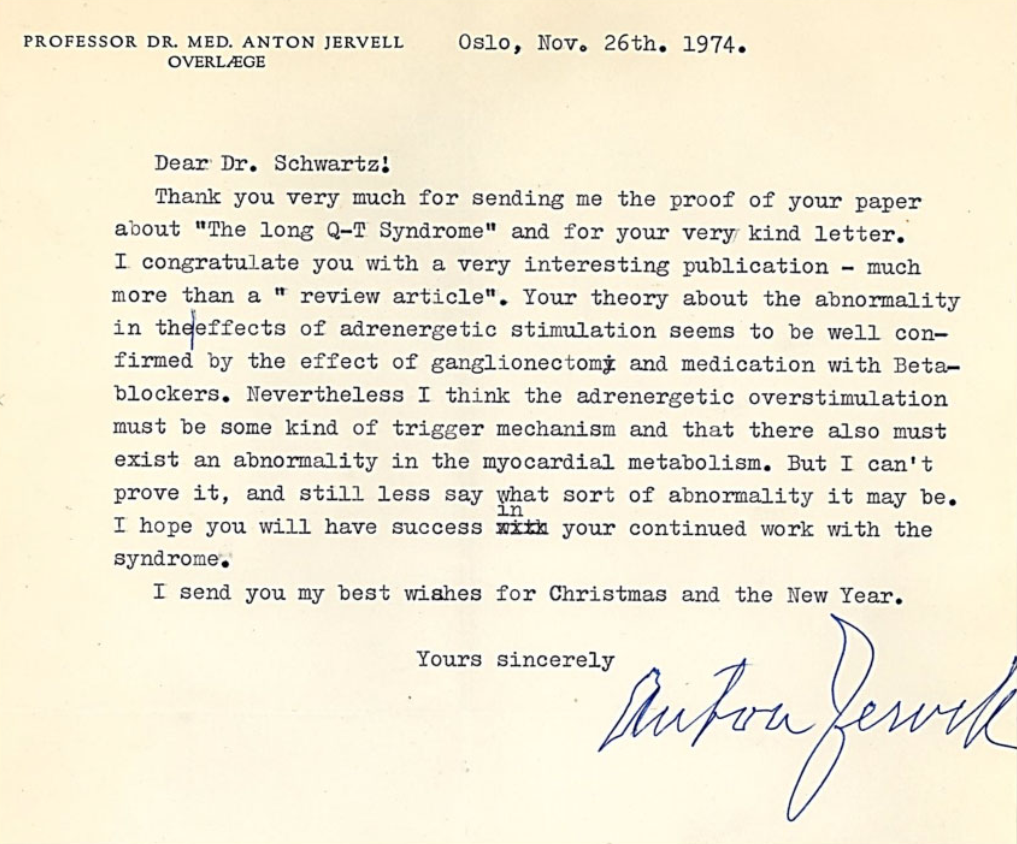 PROFESSOR DR. MED. ANTON JERVELL
OVERLÆGE
Oslo, Nov. 26th. 1974.
Dear Dr. Schwartz!
Thank you very much for sending me the proof of your paper
about "The long Q-T Syndrome" and for your very kind letter.
I congratulate you with a very interesting publication - much
more than a " review article". Your theory about the abnormality
in the|effects of adrenergetic stimulation seems to be well con-
firmed by the effect of ganglionectomy and medication with Beta-
blockers. Nevertheless I think the adrenergetic overstimulation
must be some kind of trigger mechanism and that there also must
exist an abnormality in the myocardial metabolism. But I can't
prove it, and still less say what sort of abnormality it may be.
I hope you will have success in your continued work with the
syndrome.
I send you my best wishes for Christmas and the New Year.
Yours sincerely
Anton Jervell